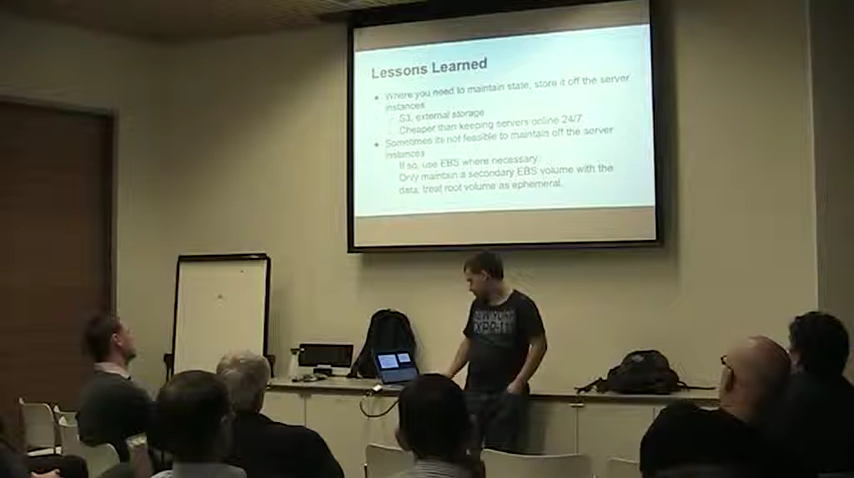 Lessons Learned
Where you need to maintain state, store it off the server
instances
S3, external storage
Cheaper than keeping servers online 24/7
Sometimes its not feasible to maintain off the server
instances
If so, use EBS where necessary.
Only maintain a secondary EBS volume with the
data, treat root volume as ephemeral.
NEW YORK